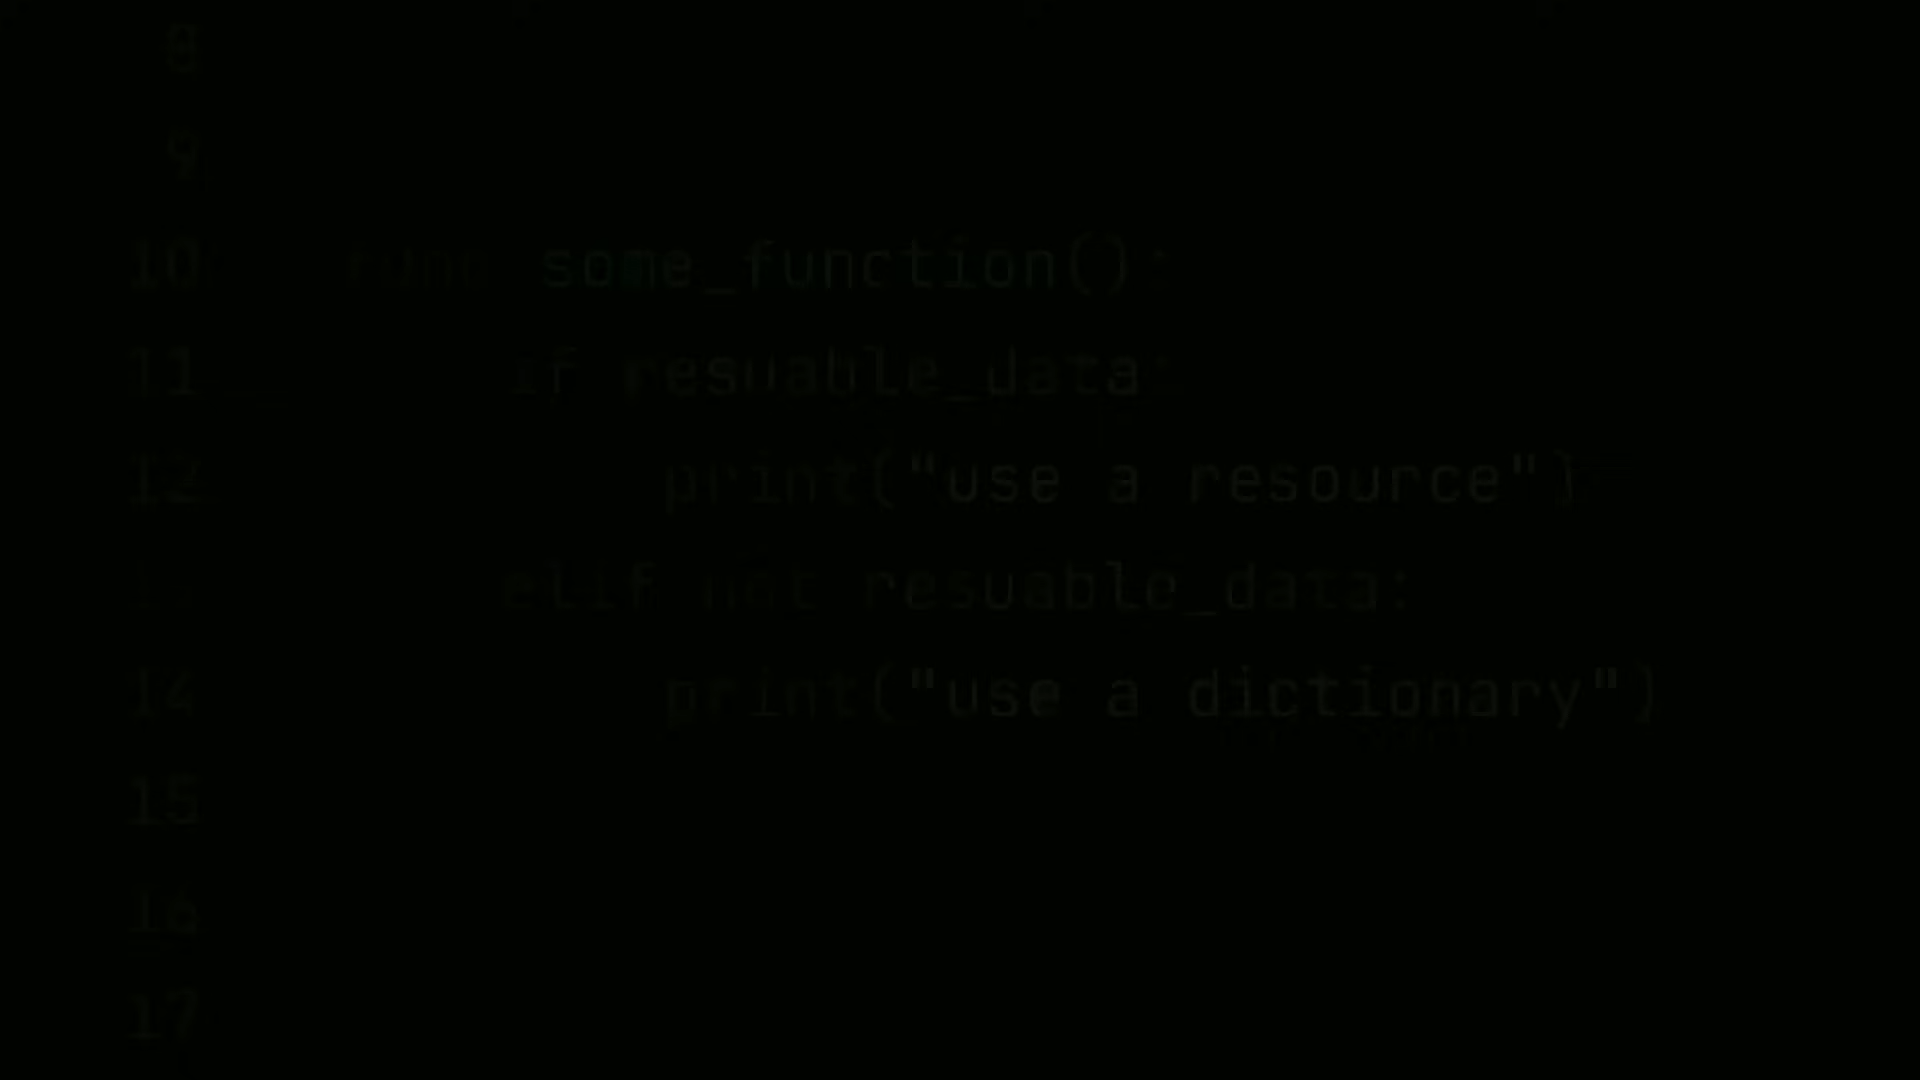 8
9
10 func some_function():
11 if resuable_data:
12 print("use a resource")
13 elif not resuable_data:
14 print("use a dictionary")
15
16
17